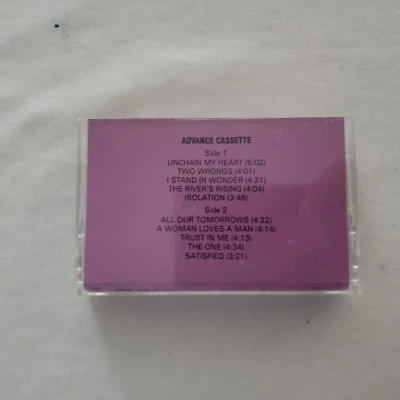 ADVANCE CASSETTE
Side 1
UNCHAIN MY HEART (5:02)
TWO WRONGS (4:01)
I STAND IN WONDER (4:21)
THE RIVER'S RISING (4:04)
ISOLATION (3:48)
Side 2
ALL OUR TOMORROWS (4:22)
A WOMAN LOVES A MAN (4:14)
TRUST IN ME (4:13)
THE ONE (4:34)
SATISFIED (3:21)